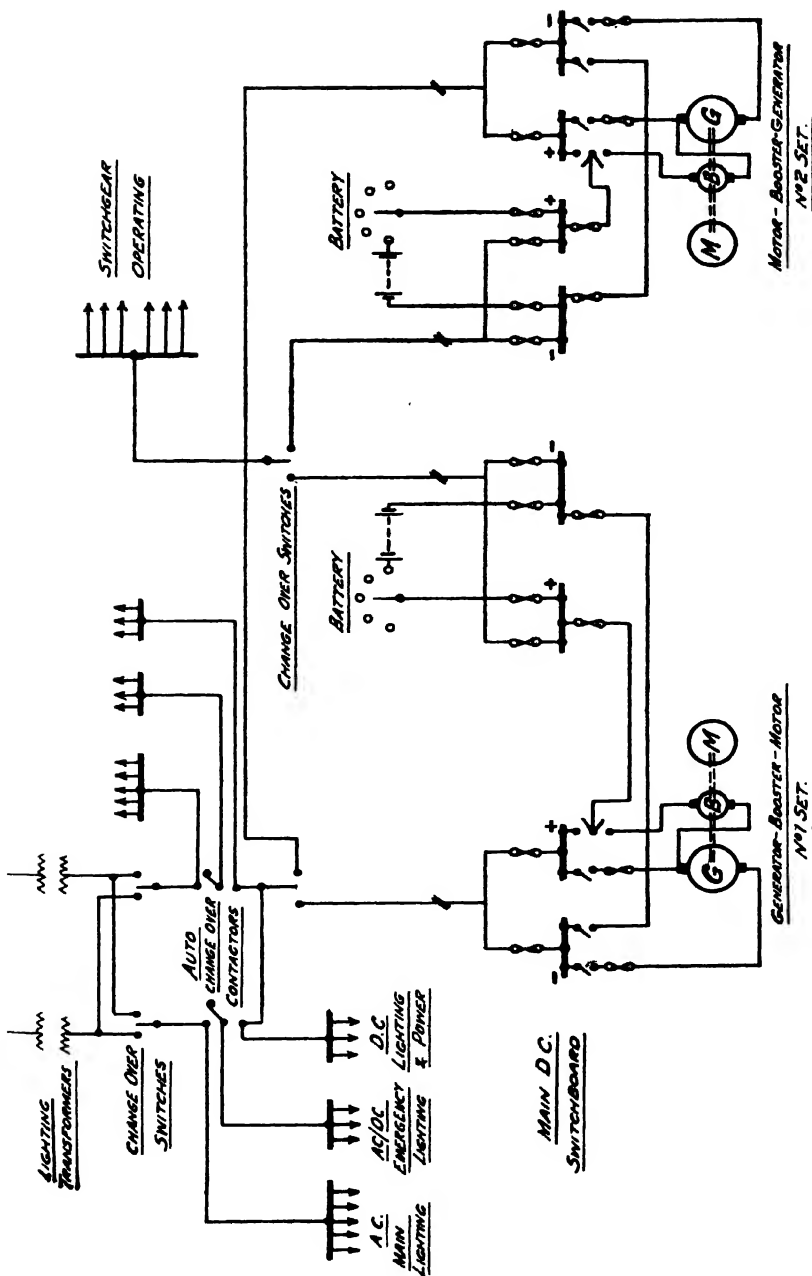 LIGHTING
TRANSFORMERS
CHANGE OVER
SWITCHES
AUTO
CHANGE OVER
CONTACTORS
A.C.
MAIN
LIGHTING
AC/DC
EMERGENCY
LIGHTING
D.C
LIGHTING
& POWER
SWITCHGEAR
OPERATING
CHANGE OVER SWITCHES
BATTERY
BATTERY
+
-
-
+
+
-
-
+
MAIN D.C.
SWITCHBOARD
G
B
M
GENERATOR-BOOSTER-MOTOR
Nº1 SET.
M
B
G
MOTOR-BOOSTER-GENERATOR
Nº2 SET.